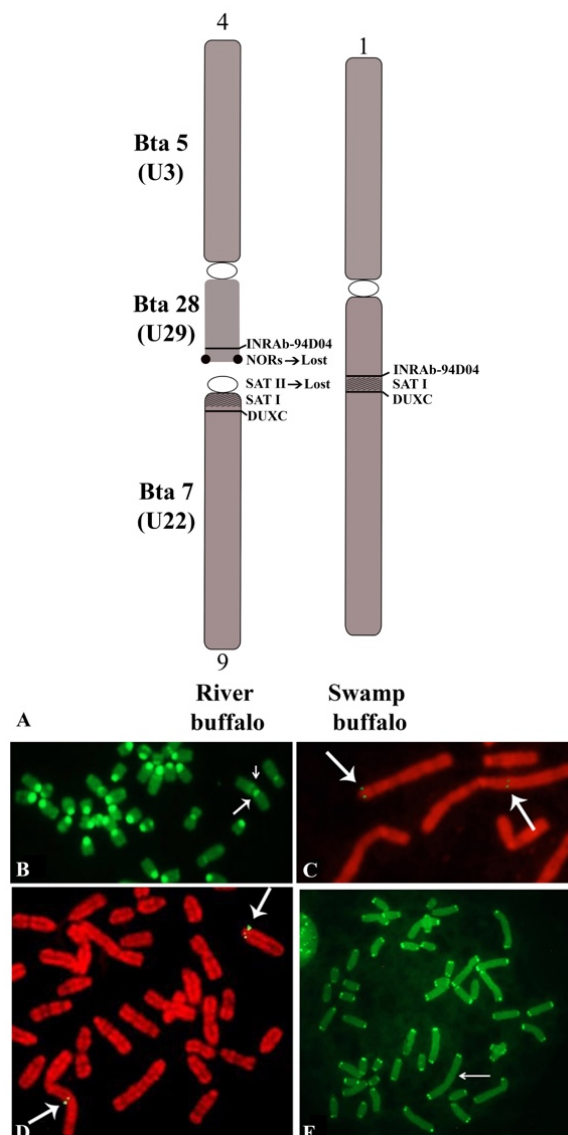 4
1
Bta 5
(U3)
Bta 28
(U29)
INRAb-94D04
NORs→Lost
SAT II→Lost
SAT I
DUXC
INRAb-94D04
SAT I
DUXC
Bta 7
(U22)
9
River
buffalo
Swamp
buffalo
A
B
C
D
E